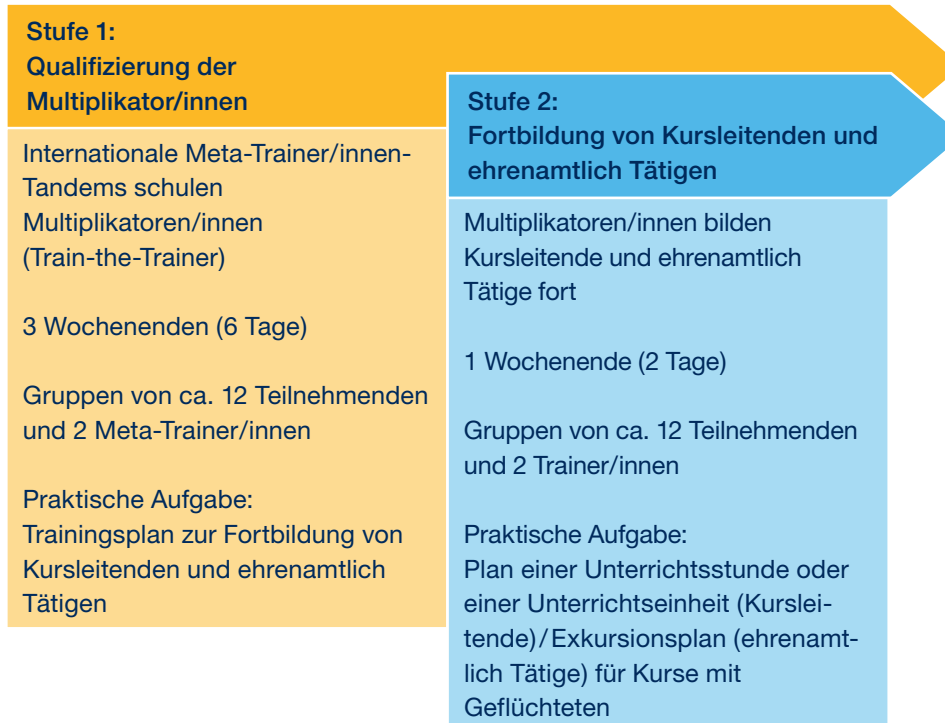 Stufe 1:
Qualifizierung der
Multiplikator/innen
Internationale Meta-Trainer/innen-
Tandems schulen
Multiplikatoren/innen
(Train-the-Trainer)
3 Wochenenden (6 Tage)
Gruppen von ca. 12 Teilnehmenden
und 2 Meta-Trainer/innen
Praktische Aufgabe:
Trainingsplan zur Fortbildung von
Kursleitenden und ehrenamtlich
Tätigen
Stufe 2:
Fortbildung von Kursleitenden und
ehrenamtlich Tätigen
Multiplikatoren/innen bilden
Kursleitende und ehrenamtlich
Tätige fort
1 Wochenende (2 Tage)
Gruppen von ca. 12 Teilnehmenden
und 2 Trainer/innen
Praktische Aufgabe:
Plan einer Unterrichtsstunde oder
einer Unterrichtseinheit (Kurslei-
tende)/Exkursionsplan (ehrenamt-
lich Tätige) für Kurse mit
Geflüchteten